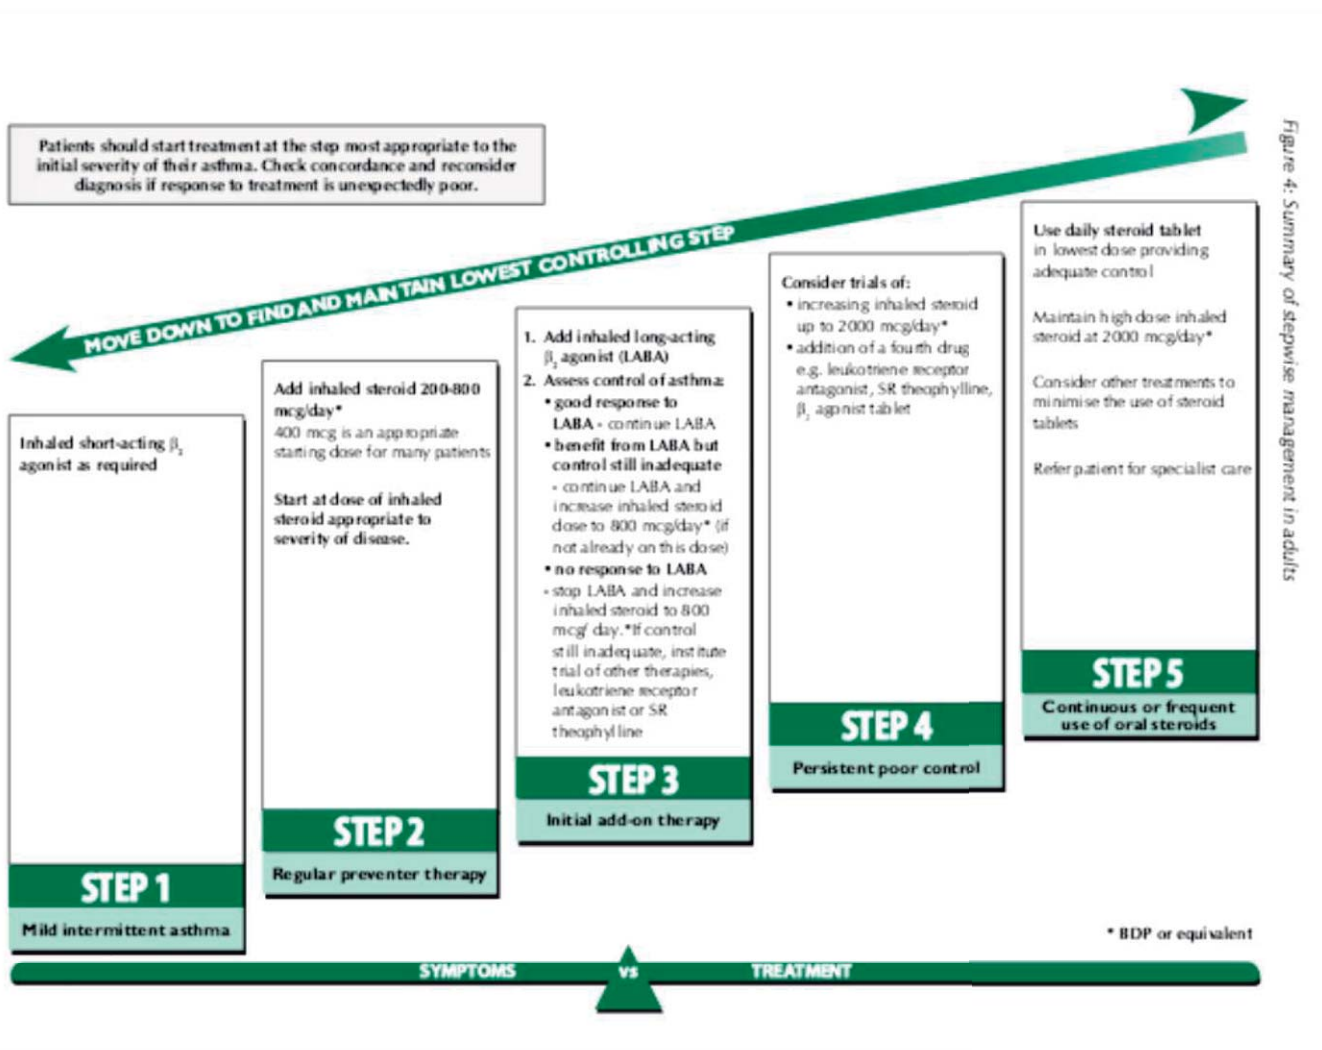 Patients should start treatment at the step most appropriate to the
initial severity of their asthma. Check concordance and reconsider
diagnosis if response to treatment is unexpectedly poor.
MOVE DOWN TO FIND AND MAINTAIN LOWEST CONTROLLING STEP
Inhaled short-acting β₂
agonist as required
STEP 1
Mild intermittent asthma
Add inhaled steroid 200-800
mcg/day*
400 mcg is an appropriate
starting dose for many patients
Start at dose of inhaled
steroid appropriate to
severity of disease.
STEP 2
Regular preventer therapy
1. Add inhaled long-acting
β₂ agonist (LABA)
2. Assess control of asthma:
• good response to
LABA - continue LABA
• benefit from LABA but
control still inadequate
- continue LABA and
increase inhaled steroid
dose to 800 mcg/day* (if
not already on this dose)
• no response to LABA
- stop LABA and increase
inhaled steroid to 800
mcg/ day.*If control
still inadequate, institute
trial of other therapies,
leukotriene receptor
antagonist or SR
theophylline
STEP 3
Initial add-on therapy
Consider trials of:
• increasing inhaled steroid
up to 2000 mcg/day*
• addition of a fourth drug
e.g. leukotriene receptor
antagonist, SR theophylline,
β₂ agonist tablet
STEP 4
Persistent poor control
Use daily steroid tablet
in lowest dose providing
adequate control
Maintain high dose inhaled
steroid at 2000 mcg/day*
Consider other treatments to
minimise the use of steroid
tablets
Refer patient for specialist care
STEP 5
Continuous or frequent
use of oral steroids
* BDP or equivalent
SYMPTOMS vs TREATMENT
Figure 4: Summary of stepwise management in adults